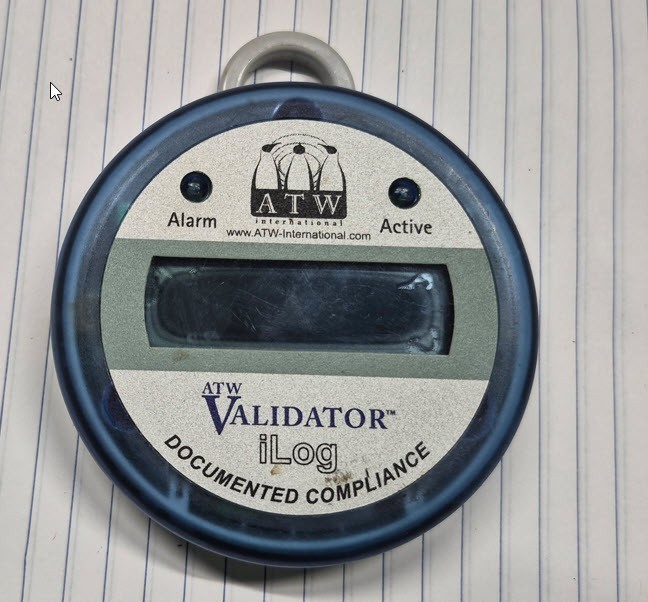 ATW
international
www.ATW-International.com
Alarm
Active
ATW
VALIDATOR™
iLog
DOCUMENTED COMPLIANCE